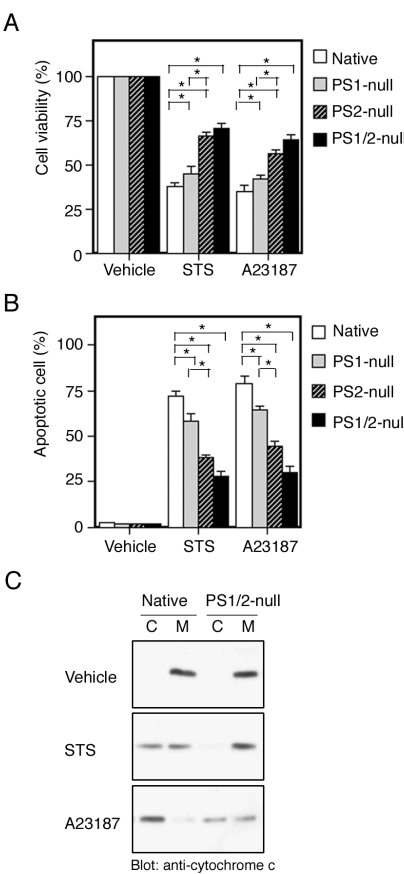 A
Cell viability (%)
100
75
50
25
0
* * * * *
* * * * *
Vehicle STS A23187
Native
PS1-null
PS2-null
PS1/2-null
B
Apoptotic cell (%)
100
75
50
25
0
* * * *
* * * *
Vehicle STS A23187
Native
PS1-null
PS2-null
PS1/2-nul
C
Native PS1/2-null
C M C M
Vehicle
STS
A23187
Blot: anti-cytochrome c